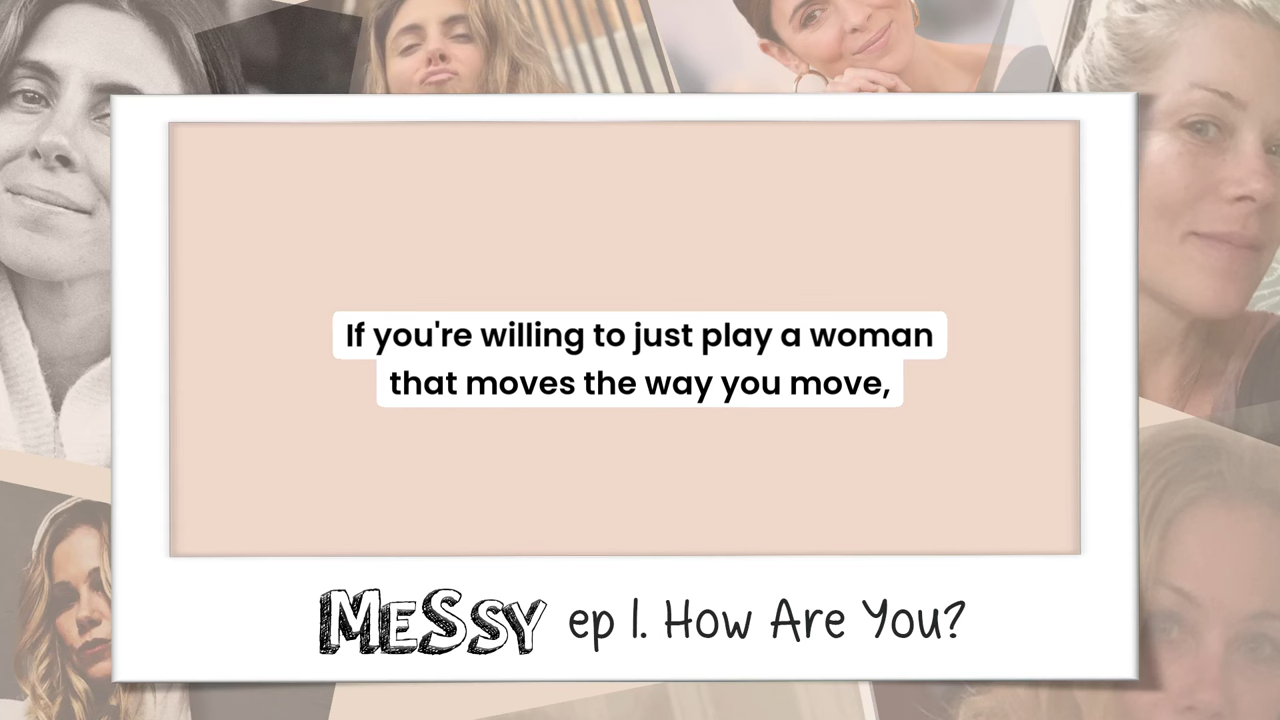 If you're willing to just play a woman
that moves the way you move,
MeSSY ep 1. How Are You?